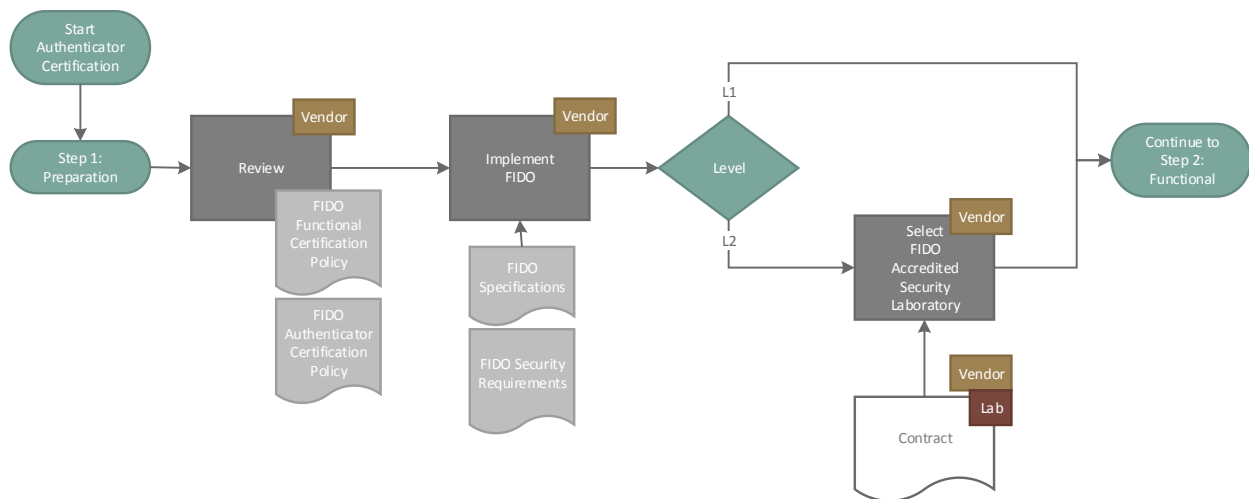 Start
Authenticator
Certification
Step 1:
Preparation
Vendor
Review
FIDO
Functional
Certification
Policy
FIDO
Authenticator
Certification
Policy
Vendor
Implement
FIDO
FIDO
Specifications
FIDO Security
Requirements
L1
Level
L2
Vendor
Select
FIDO
Accredited
Security
Laboratory
Vendor
Lab
Contract
Continue to
Step 2:
Functional